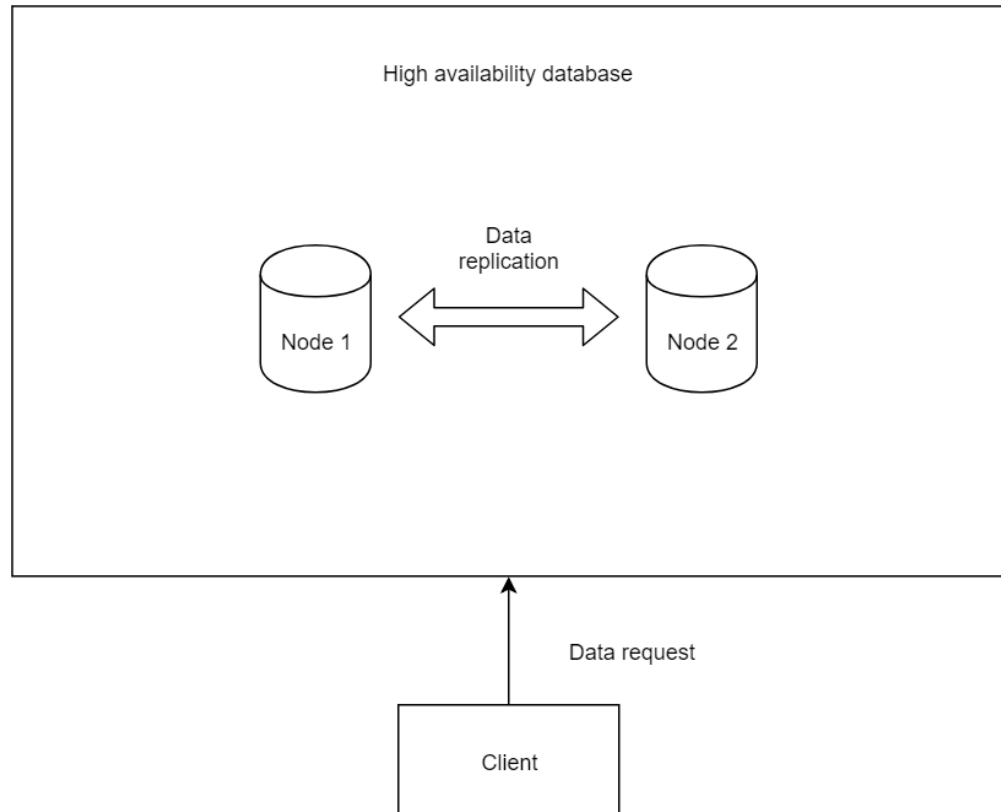 High availability database
Data
replication
Node 1
Node 2
Data request
Client